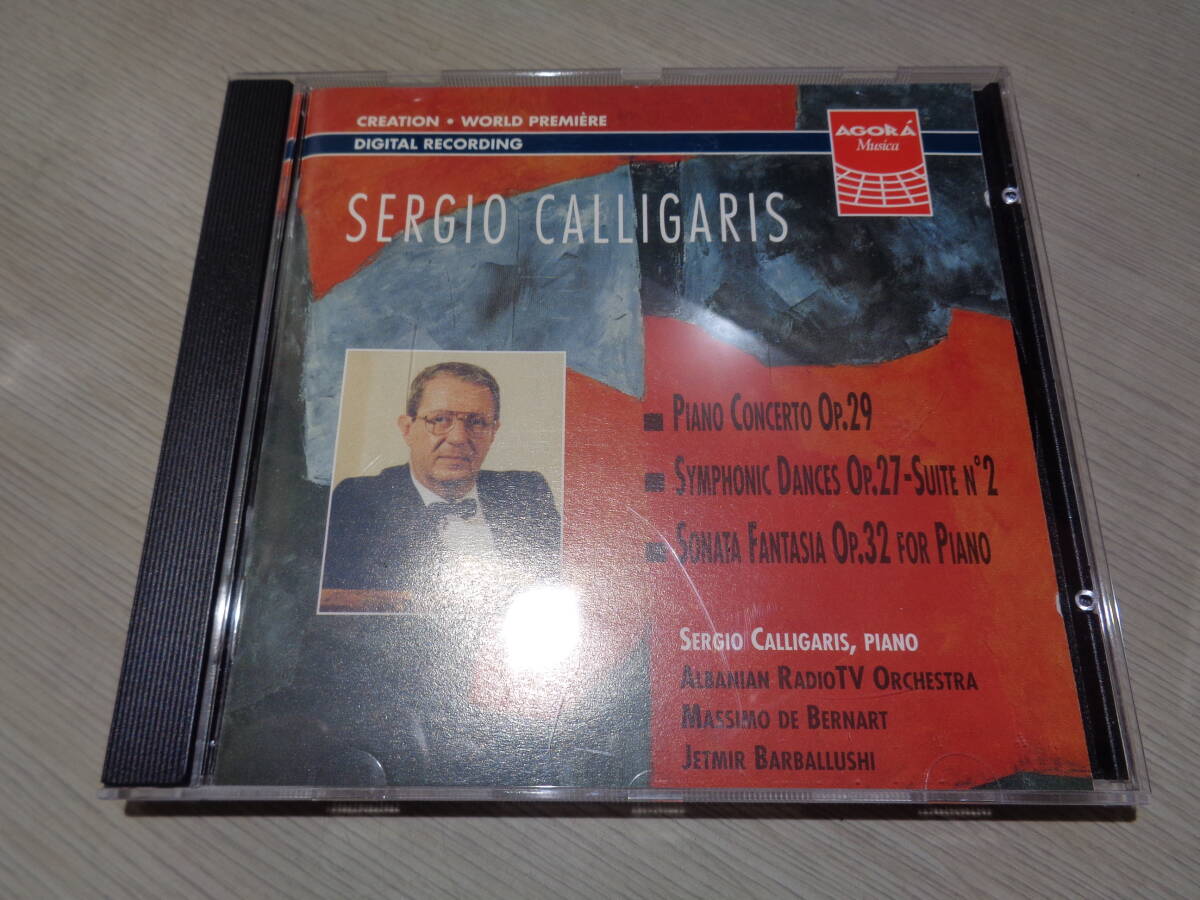 CREATION • WORLD PREMIÈRE
DIGITAL RECORDING
AGORÁ
Musica
SERGIO CALLIGARIS
PIANO CONCERTO OP.29
SYMPHONIC DANCES OP.27-SUITE N°2
SONATA FANTASIA OP.32 FOR PIANO
SERGIO CALLIGARIS, PIANO
ALBANIAN RADIOTV ORCHESTRA
MASSIMO DE BERNART
JETMIR BARBALLUSHI